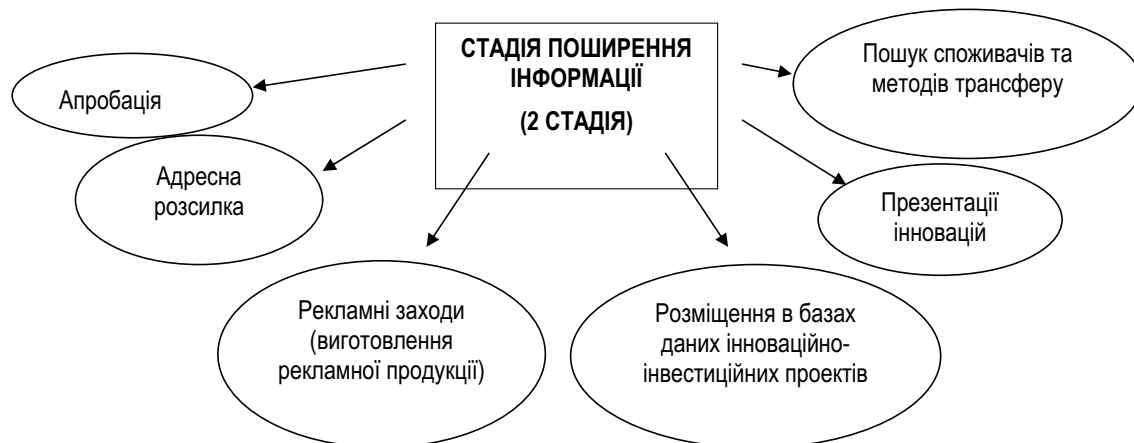 СТАДІЯ ПОШИРЕННЯ
ІНФОРМАЦІЇ
(2 СТАДІЯ)
Апробація
Адресна
розсилка
Рекламні заходи
(виготовлення
рекламної продукції)
Розміщення в базах
даних інноваційно-
інвестиційних проектів
Презентації
інновацій
Пошук споживачів та
методів трансферу